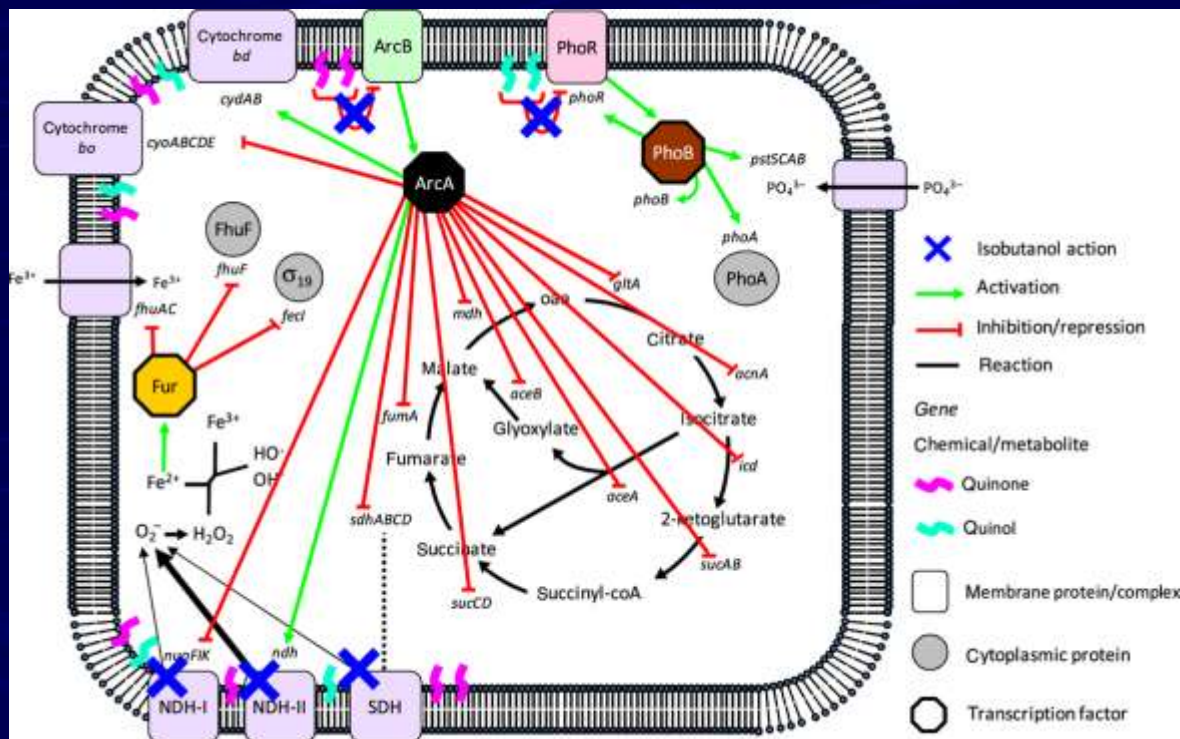 Cytochrome
bd
ArcB
PhoR
cydAB
phoR
Cytochrome
bo
cyoABCDE
ArcA
PhoB
pstSCAB
PO₄³⁻
PO₄³⁻
phoB
phoA
PhoA
FhuF
fhuF
σ₁₉
fecI
Fe³⁺
Fe³⁺
fhuAC
Fur
gltA
mdh
oaa
Citrate
Malate
acnA
aceB
fumA
Isocitrate
Glyoxylate
Fe³⁺
HO·
Fumarate
icd
Fe²⁺
aceA
sdhABCD
2-ketoglutarate
O₂⁻
H₂O₂
Succinate
sucAB
Succinyl-coA
sucCD
ndh
NDH-I
NDH-II
SDH
Isobutanol action
Activation
Inhibition/repression
Reaction
Gene
Chemical/metabolite
Quinone
Quinol
Membrane protein/complex
Cytoplasmic protein
Transcription factor